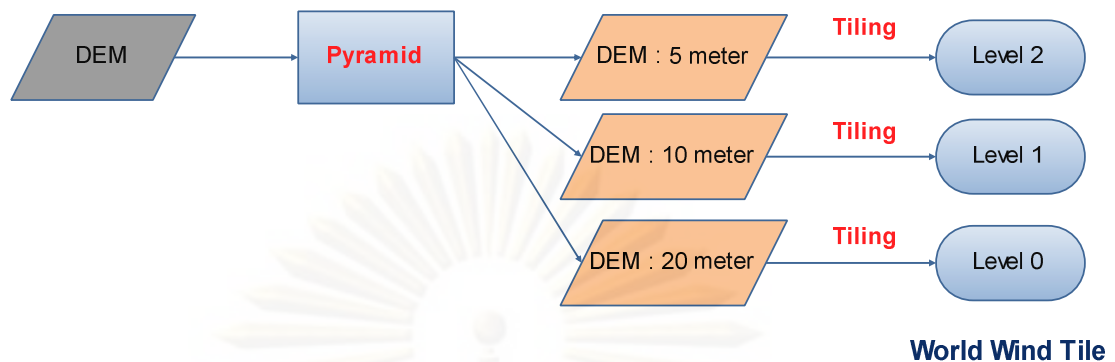 DEM
Pyramid
DEM : 5 meter
Tiling
Level 2
DEM : 10 meter
Tiling
Level 1
DEM : 20 meter
Tiling
Level 0
World Wind Tile